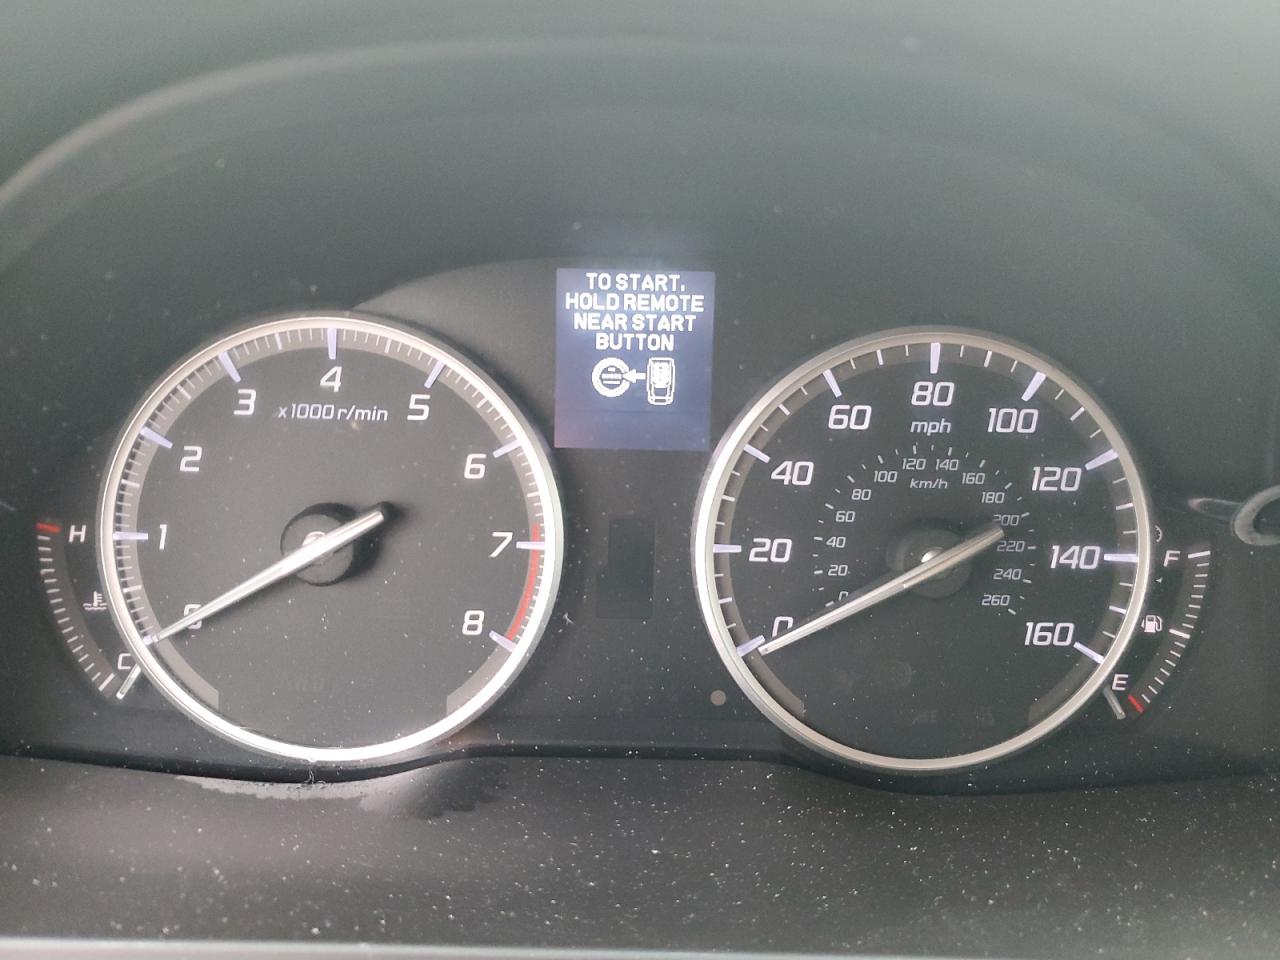 TO START,
HOLD REMOTE
NEAR START
BUTTON
0 1 2 3 4 5 6 7 8
x1000 r/min
H
C
0 20 40 60 80 100 120 140 160
mph
0 20 40 60 80 100 120 140 160 180 200 220 240 260
km/h
F
E